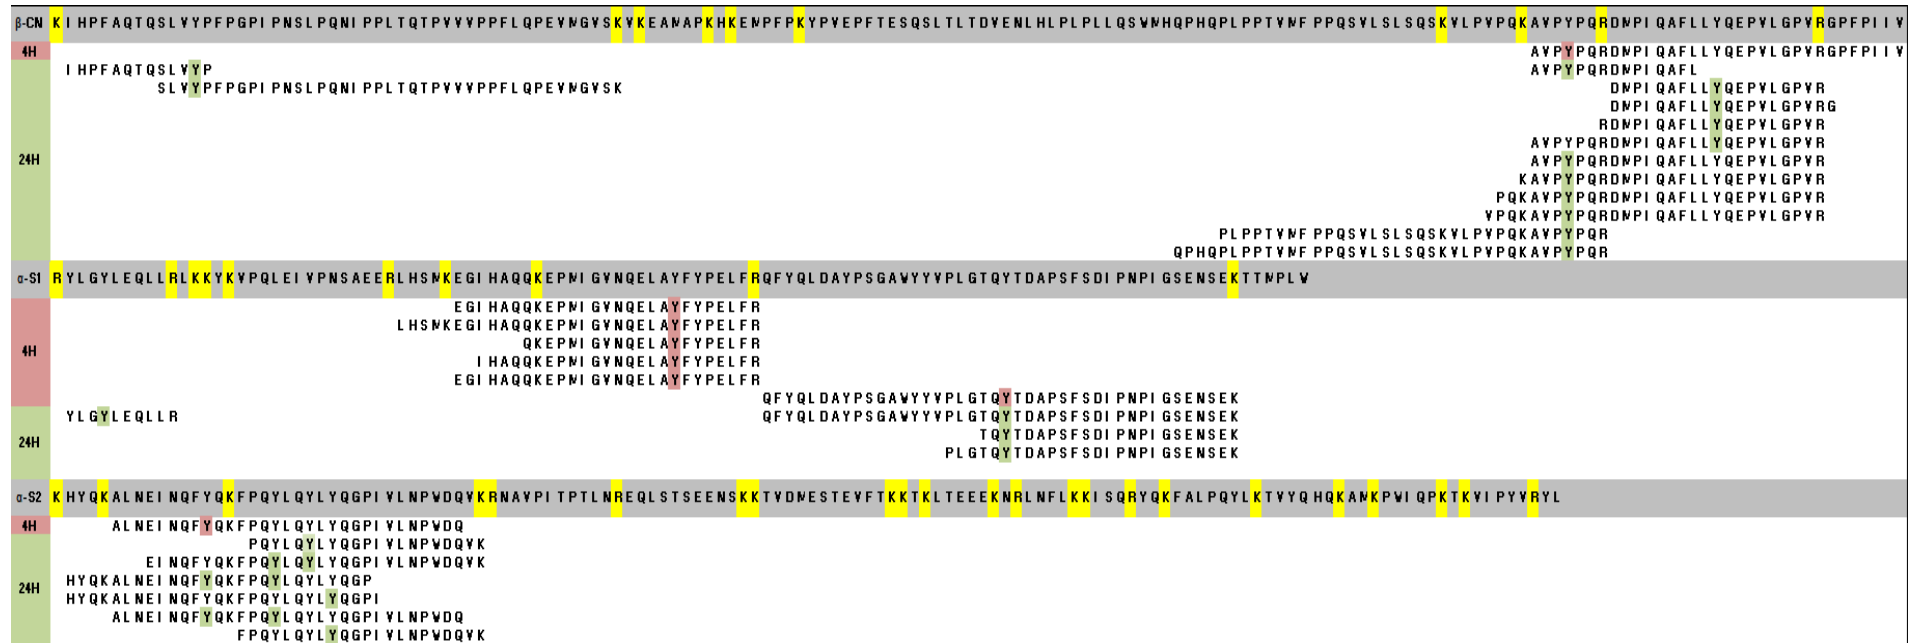 β-CN KIHPFAQTQSLVYPFPGPIPNSLPQNIPPLTQTPVVVPPFLQPEVMGVSKVKEAMAPKHKEMPFPKYPVEPFTESQSLTLTDVENLHLPLPLLQSWMHQPHQPLPPTVMFPPQSVLSLSQSKVLPVPQKAVPYPQRDMPIQAFLLYQEPVLGPVRGPFPIIV
4H AVPYPQRDMPIQAFLLYQEPVLGPVRGPFPIIV
IHPFAQTQSLVYP AVPYPQRDMPIQAFL
SLVYPFPGPIPNSLPQNIPPLTQTPVVVPPFLQPEVMGVSK DMPIQAFLLYQEPVLGPVR
DMPIQAFLLYQEPVLGPVRG
RDMPIQAFLLYQEPVLGPVR
AVPYPQRDMPIQAFLLYQEPVLGPVR
24H AVPYPQRDMPIQAFLLYQEPVLGPVR
KAVPYPQRDMPIQAFLLYQEPVLGPVR
PQKAVPYPQRDMPIQAFLLYQEPVLGPVR
VPQKAVPYPQRDMPIQAFLLYQEPVLGPVR
PLPPTVMFPPQSVLSLSQSKVLPVPQKAVPYPQR
QPHQPLPPTVMFPPQSVLSLSQSKVLPVPQKAVPYPQR
α-S1 RYLGYLEQLLRLKKYKVPQLEIVPNSAEERLHSMKEGIHAQQKEPMIGVNQELAYFYPELFRQFYQLDAYPSGAWYYVPLGTQYTDAPSFSDIPNPIGSENSEKTTMPLW
EGIHAQQKEPMIGVNQELAYFYPELFR
LHSMKEGIHAQQKEPMIGVNQELAYFYPELFR
4H QKEPMIGVNQELAYFYPELFR
IHAQQKEPMIGVNQELAYFYPELFR
EGIHAQQKEPMIGVNQELAYFYPELFR
QFYQLDAYPSGAWYYVPLGTQYTDAPSFSDIPNPIGSENSEK
YLGYLEQLLR QFYQLDAYPSGAWYYVPLGTQYTDAPSFSDIPNPIGSENSEK
24H TQYTDAPSFSDIPNPIGSENSEK
PLGTQYTDAPSFSDIPNPIGSENSEK
α-S2 KHYQKALNEINQFYQKFPQYLQYLYQGPIVLNPWDQVKRNAVPITPTLNREQLSTSEENSKKTVDMESTEVFTKKTKLTEEEKNRLNFLKKISQRYQKFALPQYLKTVYQHQKAMKPWIQPKTKVIPYVRYL
4H ALNEINQFYQKFPQYLQYLYQGPIVLNPWDQ
PQYLQYLYQGPIVLNPWDQVK
EINQFYQKFPQYLQYLYQGPIVLNPWDQVK
24H HYQKALNEINQFYQKFPQYLQYLYQGP
HYQKALNEINQFYQKFPQYLQYLYQGPI
ALNEINQFYQKFPQYLQYLYQGPIVLNPWDQ
FPQYLQYLYQGPIVLNPWDQVK